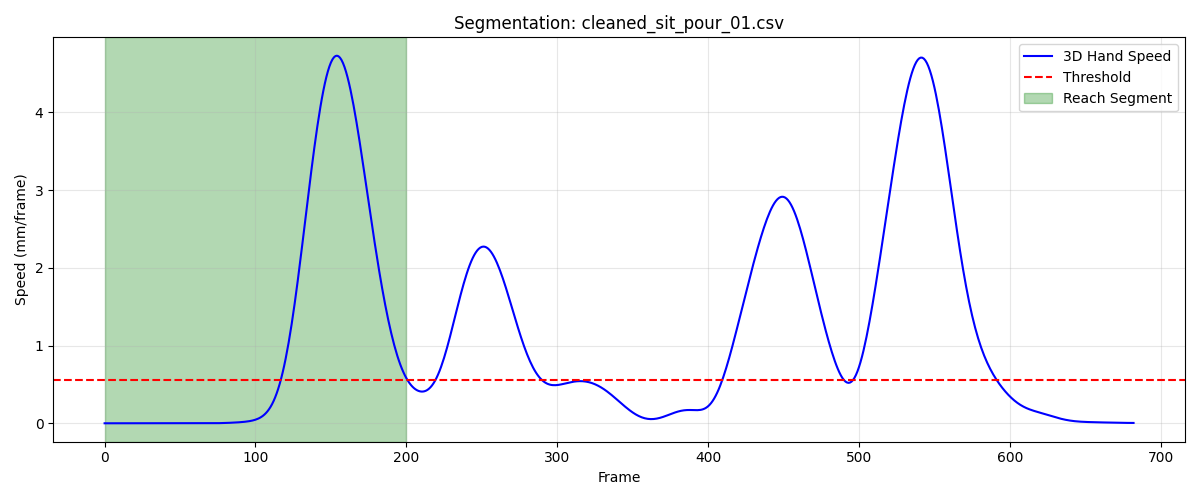 Segmentation: cleaned_sit_pour_01.csv
3D Hand Speed
Threshold
Reach Segment
Speed (mm/frame)
4
3
2
1
0
0 100 200 300 400 500 600 700
Frame